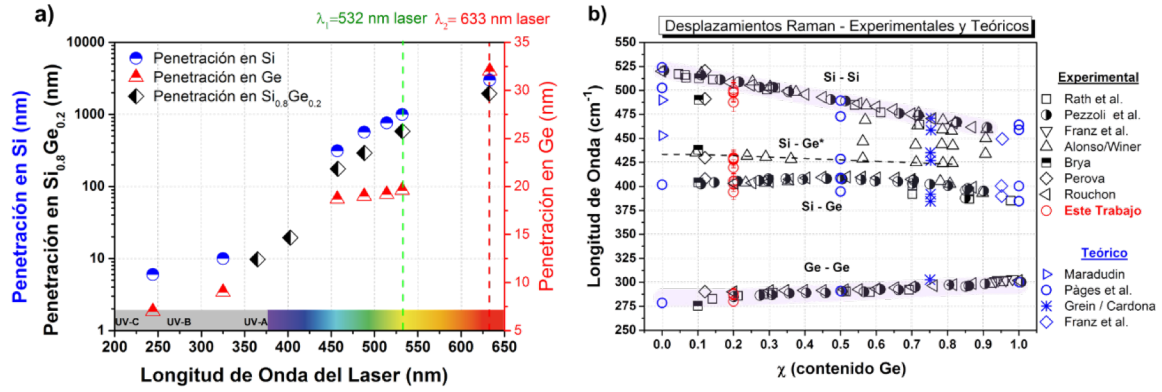 a)
λ₁=532 nm laser
λ₂= 633 nm laser
Penetración en Si (nm)
Penetración en Si₀.₈Ge₀.₂ (nm)
10000
1000
100
10
1
Penetración en Si
Penetración en Ge
Penetración en Si₀.₈Ge₀.₂
35
30
25
20
15
10
5
Penetración en Ge (nm)
UV-C
UV-B
UV-A
200 250 300 350 400 450 500 550 600 650
Longitud de Onda del Laser (nm)
b)
Desplazamientos Raman - Experimentales y Teóricos
Longitud de Onda (cm⁻¹)
525
500
475
450
425
400
375
350
325
300
275
250
Si - Si
Si - Ge*
Si - Ge
Ge - Ge
0.0 0.1 0.2 0.3 0.4 0.5 0.6 0.7 0.8 0.9 1.0
χ (contenido Ge)
Experimental
Rath et al.
Pezzoli et al.
Franz et al.
Alonso/Winer
Brya
Perova
Rouchon
Este Trabajo
Teórico
Maradudin
Pàges et al.
Grein / Cardona
Franz et al.